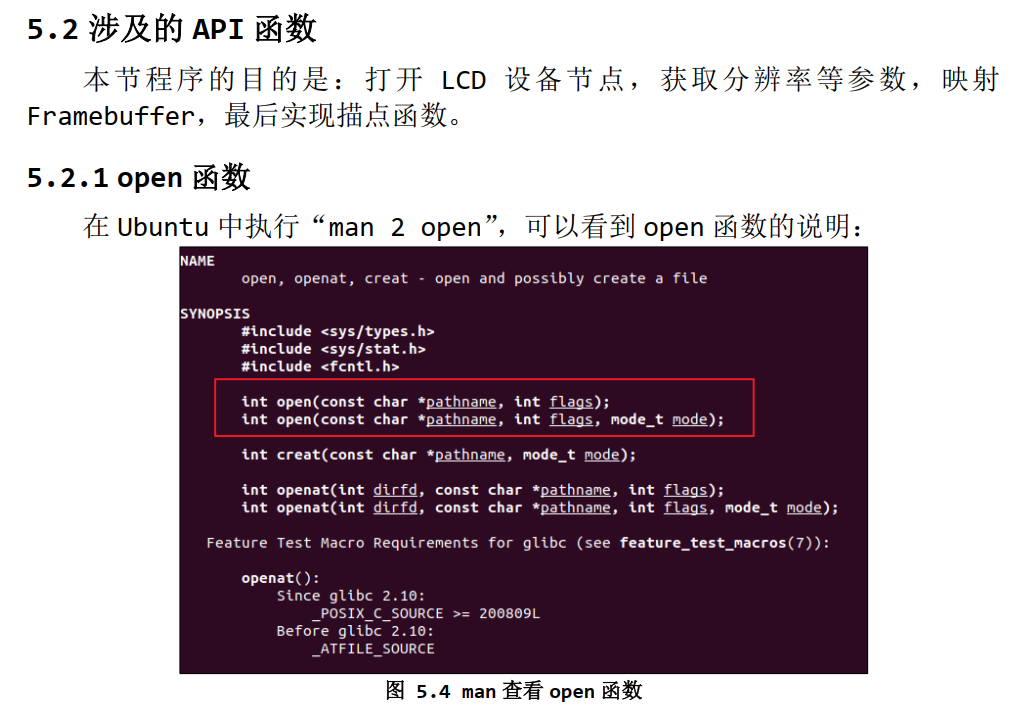 5.2 涉及的 API 函数
本节程序的目的是：打开 LCD 设备节点，获取分辨率等参数，映射
Framebuffer，最后实现描点函数。
5.2.1 open 函数
在 Ubuntu 中执行“man 2 open”，可以看到 open 函数的说明：
NAME
open, openat, creat - open and possibly create a file
SYNOPSIS
#include <sys/types.h>
#include <sys/stat.h>
#include <fcntl.h>
int open(const char *pathname, int flags);
int open(const char *pathname, int flags, mode_t mode);
int creat(const char *pathname, mode_t mode);
int openat(int dirfd, const char *pathname, int flags);
int openat(int dirfd, const char *pathname, int flags, mode_t mode);
Feature Test Macro Requirements for glibc (see feature_test_macros(7)):
openat():
Since glibc 2.10:
_POSIX_C_SOURCE >= 200809L
Before glibc 2.10:
_ATFILE_SOURCE
图 5.4 man 查看 open 函数